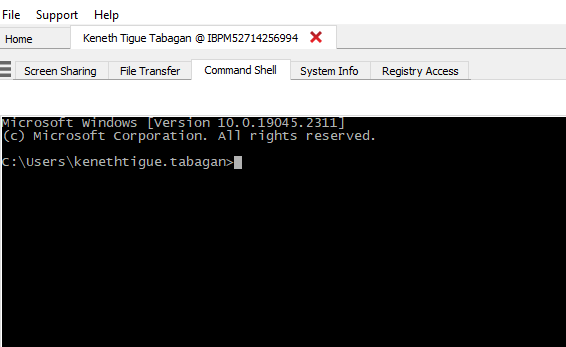 File Support Help
Home Keneth Tigue Tabagan @ IBPM52714256994
Screen Sharing File Transfer Command Shell System Info Registry Access
Microsoft Windows [Version 10.0.19045.2311]
(c) Microsoft Corporation. All rights reserved.
C:\Users\kenethtigue.tabagan>